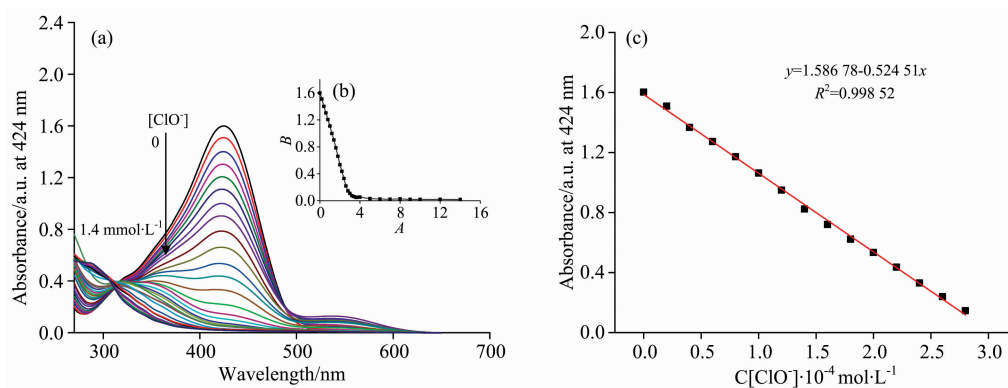 (a)
2.4
2.0
1.6
1.2
0.8
0.4
0.0
Absorbance/a.u. at 424 nm
300
400
500
600
700
Wavelength/nm
[ClO⁻]
0
1.4 mmol·L⁻¹
(b)
1.6
1.2
0.8
0.4
0.0
B
0
4
8
12
16
A
(c)
2.0
1.6
1.2
0.8
0.4
0.0
Absorbance/a.u. at 424 nm
y=1.586 78-0.524 51x
R²=0.998 52
0.0
0.5
1.0
1.5
2.0
2.5
3.0
C[ClO⁻]·10⁻⁴ mol·L⁻¹